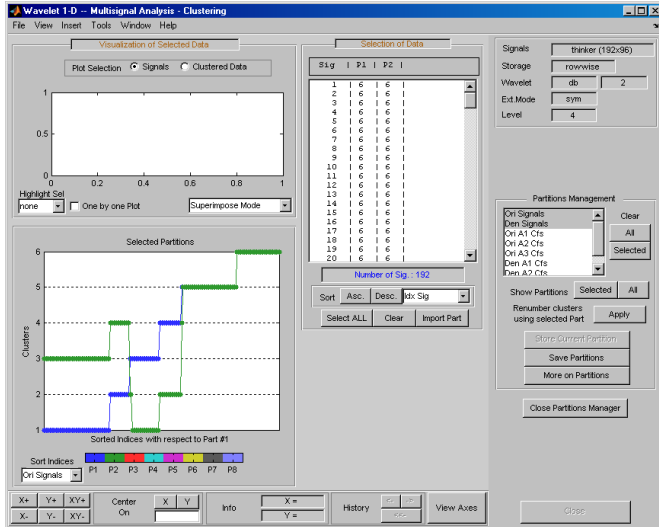 Wavelet 1-D -- Multisignal Analysis - Clustering
File View Insert Tools Window Help
Visualization of Selected Data
Plot Selection Signals Clustered Data
1
0.5
0
0 0.2 0.4 0.6 0.8 1
Highlight Sel
none One by one Plot Superimpose Mode
Selected Partitions
6
5
4
3
2
1
Clusters
Sorted Indices with respect to Part #1
Sort Indices
Ori Signals
P1 P2 P3 P4 P5 P6 P7 P8
Selection of Data
Sig | P1 | P2 |
1 | 6 | 6 |
2 | 6 | 6 |
3 | 6 | 6 |
4 | 6 | 6 |
5 | 6 | 6 |
6 | 6 | 6 |
7 | 6 | 6 |
8 | 6 | 6 |
9 | 6 | 6 |
10 | 6 | 6 |
11 | 6 | 6 |
12 | 6 | 6 |
13 | 6 | 6 |
14 | 6 | 6 |
15 | 6 | 6 |
16 | 6 | 6 |
17 | 6 | 6 |
18 | 6 | 6 |
19 | 6 | 6 |
20 | 6 | 6 |
Number of Sig. : 192
Sort Asc. Desc. Idx Sig
Select ALL Clear Import Part
Signals thinker (192x96)
Storage rowwise
Wavelet db 2
Ext.Mode sym
Level 4
Partitions Management
Ori Signals
Den Signals
Ori A1 Cfs
Ori A2 Cfs
Ori A3 Cfs
Den A1 Cfs
Den A2 Cfs
Clear
All
Selected
Show Partitions Selected All
Renumber clusters
using selected Part Apply
Store Current Partition
Save Partitions
More on Partitions
Close Partitions Manager
X+ Y+ XY+
X- Y- XY-
Center
On
X Y
Info
X =
Y =
History
<- ->
<<-
View Axes
Close